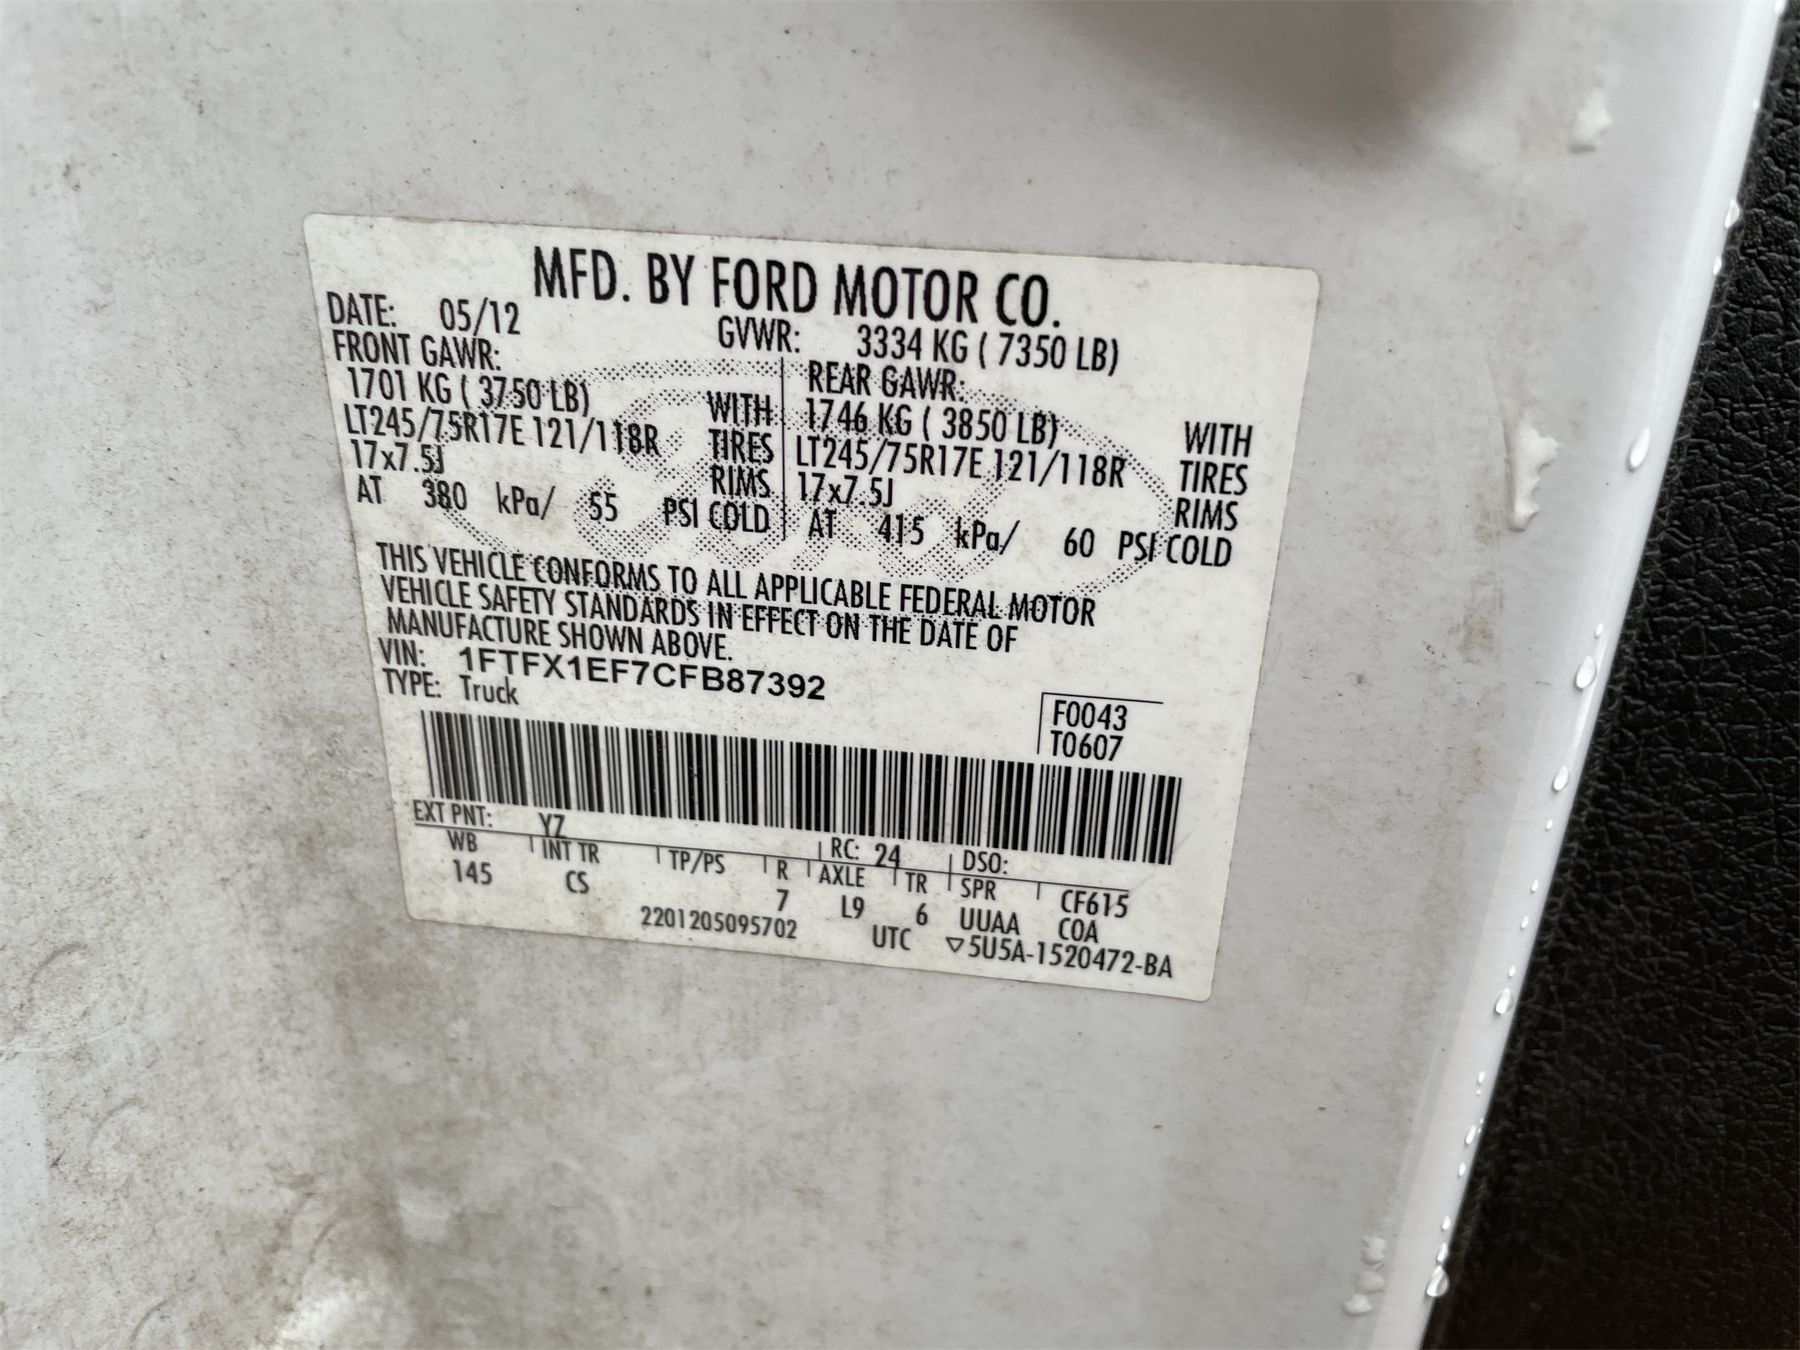 MFD. BY FORD MOTOR CO.
DATE: 05/12 GVWR: 3334 KG ( 7350 LB)
FRONT GAWR: REAR GAWR:
1701 KG ( 3750 LB) WITH 1746 KG ( 3850 LB) WITH
LT245/75R17E 121/118R TIRES LT245/75R17E 121/118R TIRES
17x7.5J RIMS 17x7.5J RIMS
AT 380 kPa/ 55 PSI COLD AT 415 kPa/ 60 PSI COLD
THIS VEHICLE CONFORMS TO ALL APPLICABLE FEDERAL MOTOR
VEHICLE SAFETY STANDARDS IN EFFECT ON THE DATE OF
MANUFACTURE SHOWN ABOVE.
VIN: 1FTFX1EF7CFB87392
TYPE: Truck
F0043
T0607
EXT PNT: YZ RC: 24 DSO:
WB INT TR TP/PS R AXLE TR SPR CF615
145 CS 7 L9 6 UUAA COA
2201205095702 UTC ▽5U5A-1520472-BA